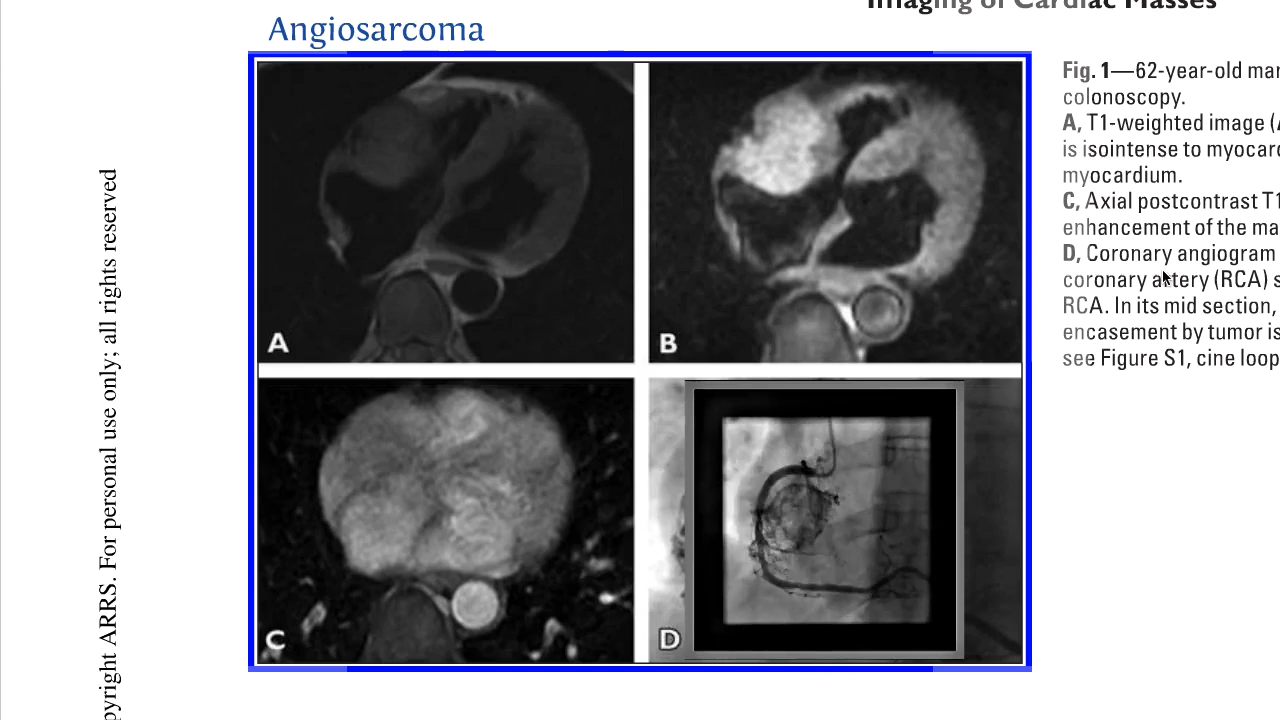 Imaging of Cardiac Masses
Angiosarcoma
Fig. 1—62-year-old man
colonoscopy.
A, T1-weighted image (A
is isointense to myocard
myocardium.
C, Axial postcontrast T1
enhancement of the ma
D, Coronary angiogram
coronary artery (RCA) s
RCA. In its mid section,
encasement by tumor is
see Figure S1, cine loop
A
B
C
D
pyright ARRS. For personal use only; all rights reserved